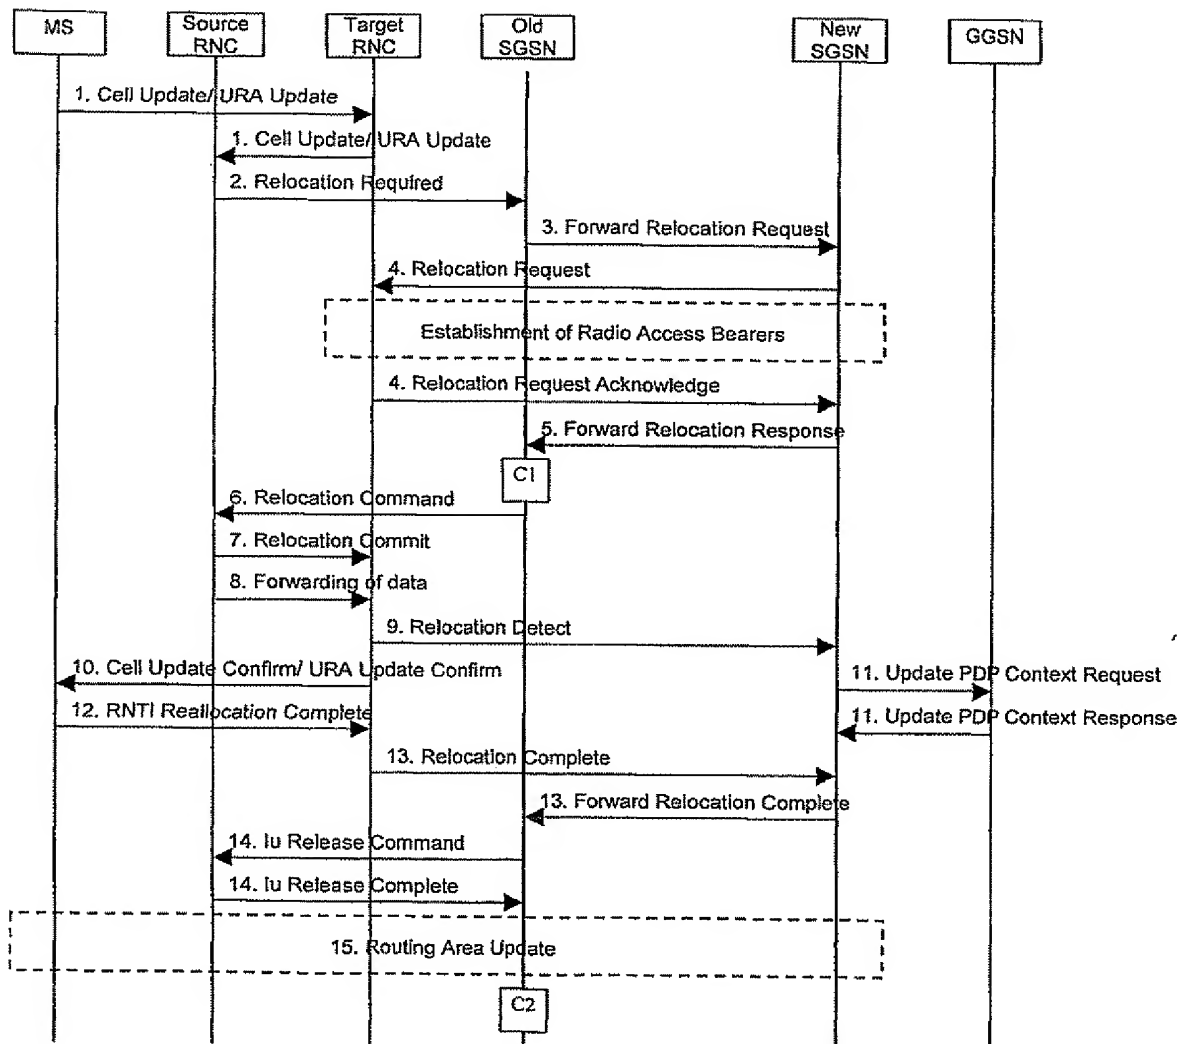 MS
Source
RNC
Target
RNC
Old
SGSN
New
SGSN
GGSN
1. Cell Update/ URA Update
1. Cell Update/ URA Update
2. Relocation Required
3. Forward Relocation Request
4. Relocation Request
Establishment of Radio Access Bearers
4. Relocation Request Acknowledge
5. Forward Relocation Response
C1
6. Relocation Command
7. Relocation Commit
8. Forwarding of data
9. Relocation Detect
10. Cell Update Confirm/ URA Update Confirm
11. Update PDP Context Request
12. RNTI Reallocation Complete
11. Update PDP Context Response
13. Relocation Complete
13. Forward Relocation Complete
14. Iu Release Command
14. Iu Release Complete
15. Routing Area Update
C2